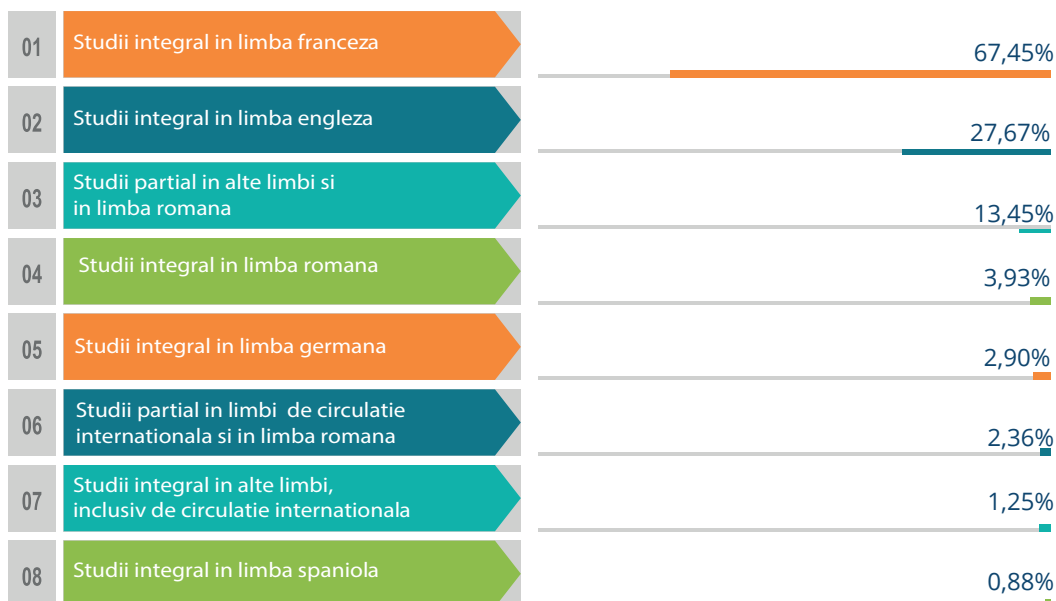 01
Studii integral in limba franceza
67,45%
02
Studii integral in limba engleza
27,67%
03
Studii partial in alte limbi si
in limba romana
13,45%
04
Studii integral in limba romana
3,93%
05
Studii integral in limba germana
2,90%
06
Studii partial in limbi de circulatie
internationala si in limba romana
2,36%
07
Studii integral in alte limbi,
inclusiv de circulatie internationala
1,25%
08
Studii integral in limba spaniola
0,88%